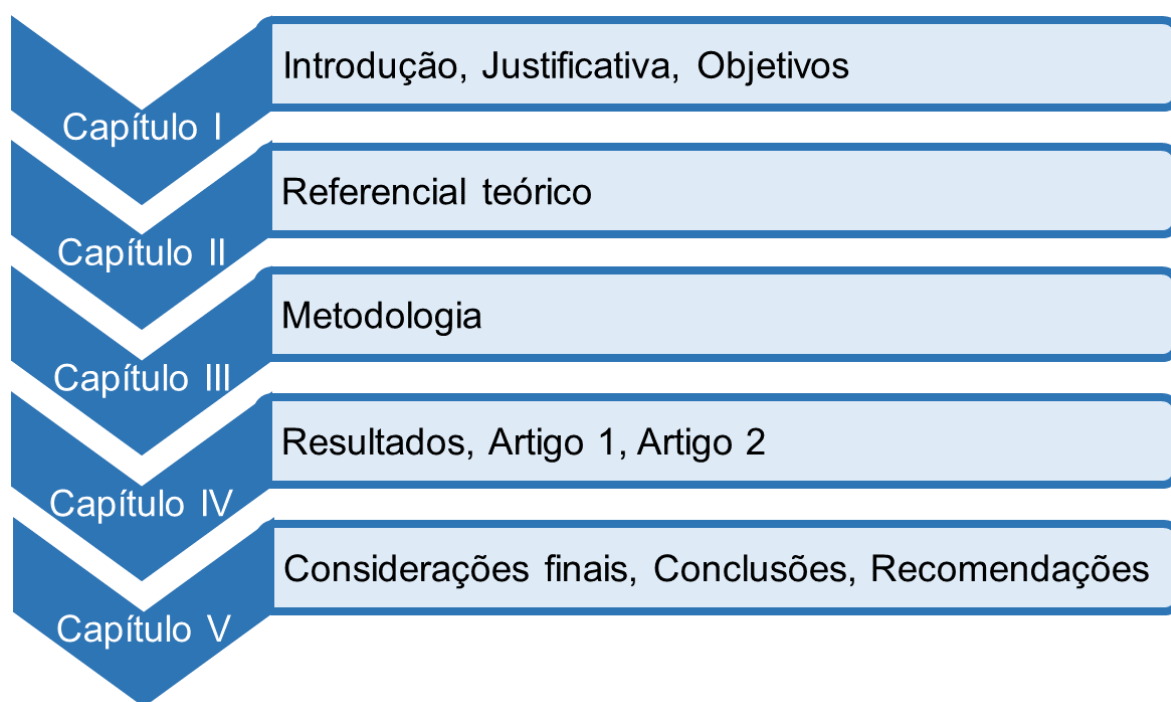 Introdução, Justificativa, Objetivos
Capítulo I
Referencial teórico
Capítulo II
Metodologia
Capítulo III
Resultados, Artigo 1, Artigo 2
Capítulo IV
Considerações finais, Conclusões, Recomendações
Capítulo V